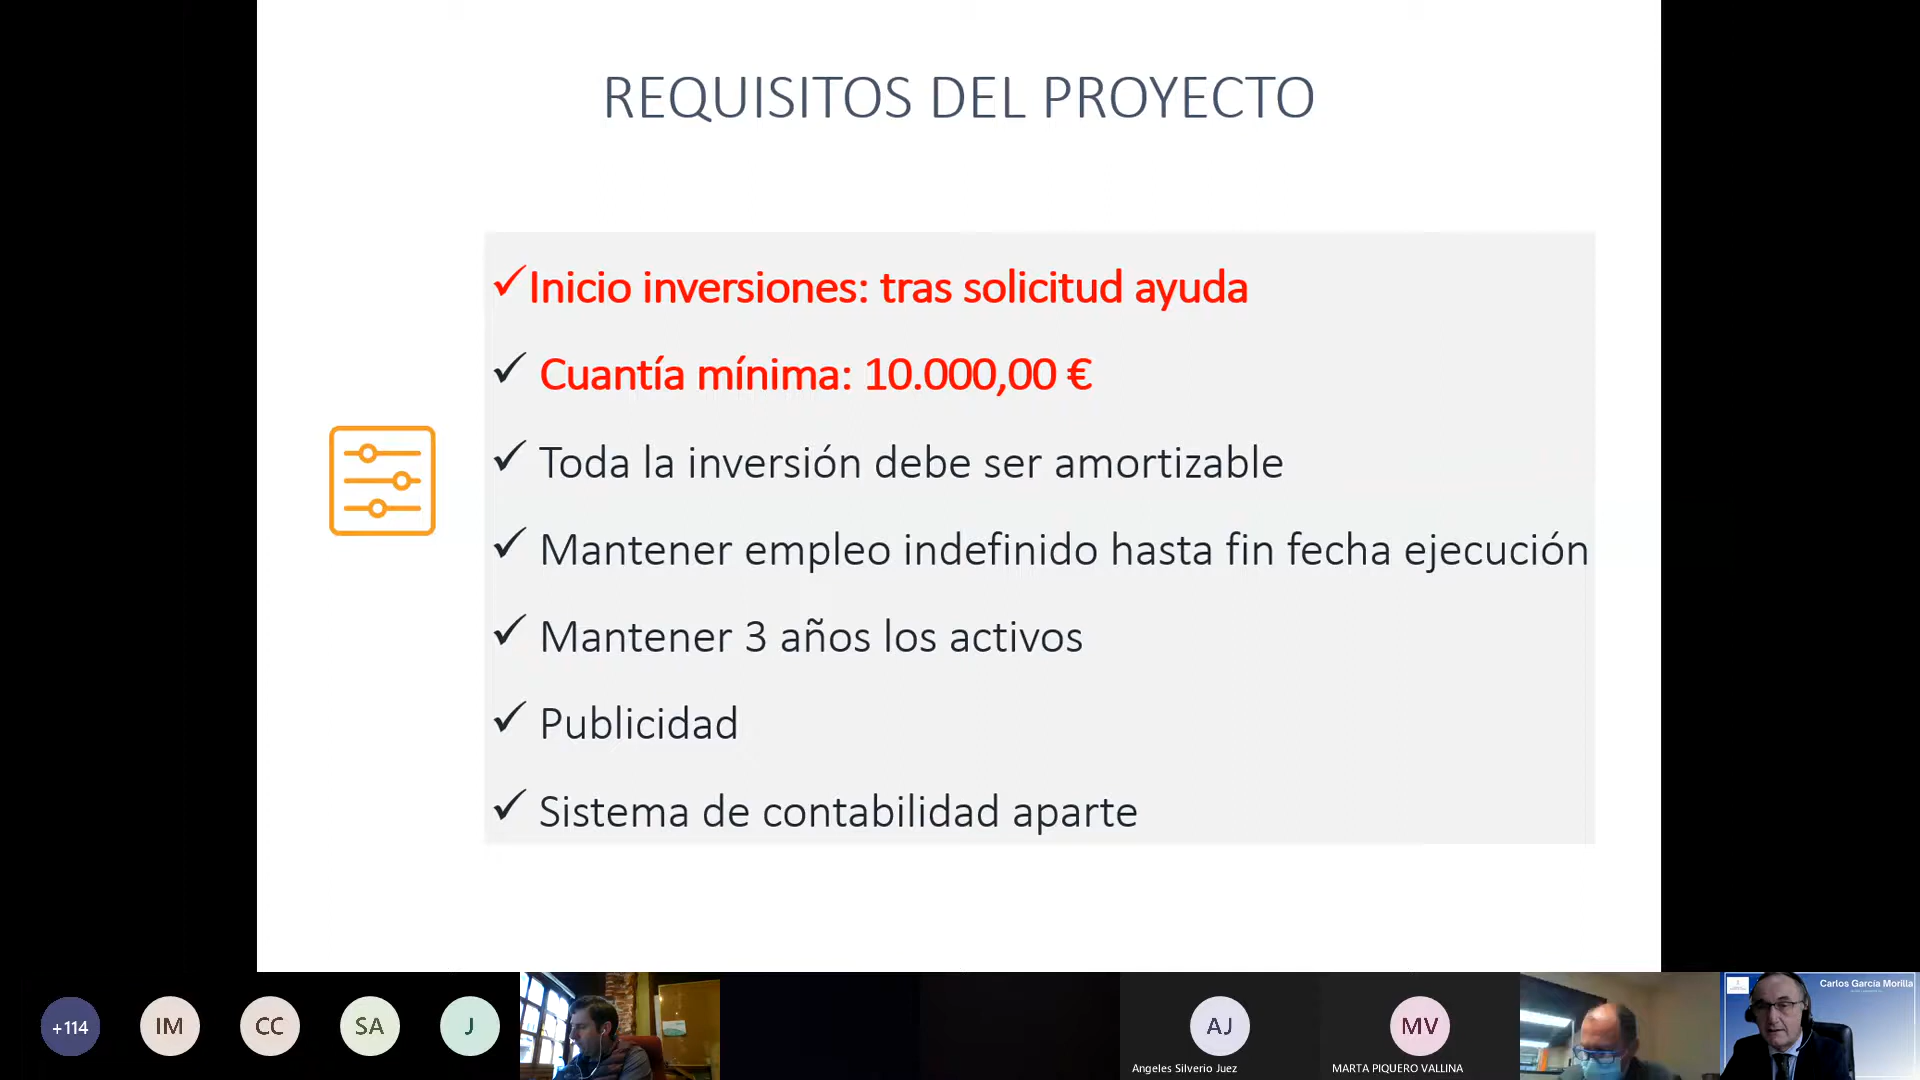 REQUISITOS DEL PROYECTO
Inicio inversiones: tras solicitud ayuda
Cuantía mínima: 10.000,00 €
Toda la inversión debe ser amortizable
Mantener empleo indefinido hasta fin fecha ejecución
Mantener 3 años los activos
Publicidad
Sistema de contabilidad aparte
+114
IM
CC
SA
J
AJ
Angeles Silverio Juez
MV
MARTA PIQUERO VALLINA
Carlos García Morilla